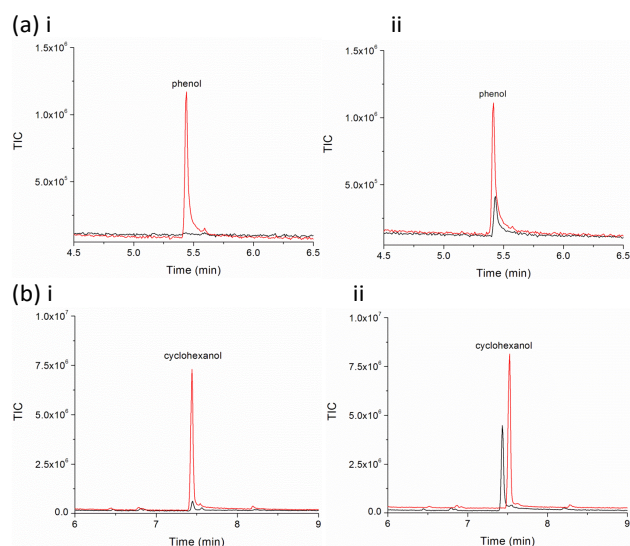 (a) i
ii
1.5x10⁶
1.0x10⁶
5.0x10⁵
TIC
phenol
4.5 5.0 5.5 6.0 6.5
Time (min)
1.5x10⁶
1.0x10⁶
5.0x10⁵
TIC
phenol
4.5 5.0 5.5 6.0 6.5
Time (min)
(b) i
ii
1.0x10⁷
7.5x10⁶
5.0x10⁶
2.5x10⁶
0.0
TIC
cyclohexanol
6 7 8 9
Time (min)
1.0x10⁷
7.5x10⁶
5.0x10⁶
2.5x10⁶
0.0
TIC
cyclohexanol
6 7 8 9
Time (min)